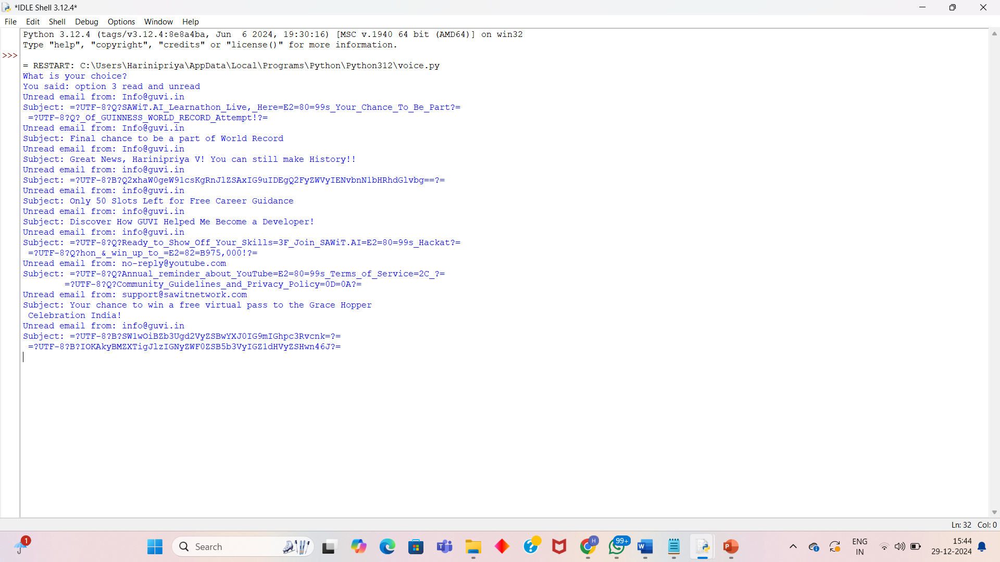 *IDLE Shell 3.12.4*
File Edit Shell Debug Options Window Help
Python 3.12.4 (tags/v3.12.4:8e8a4ba, Jun  6 2024, 19:30:16) [MSC v.1940 64 bit (AMD64)] on win32
Type "help", "copyright", "credits" or "license()" for more information.
>>>
= RESTART: C:\Users\Harinipriya\AppData\Local\Programs\Python\Python312\voice.py
What is your choice?
You said: option 3 read and unread
Unread email from: Info@guvi.in
Subject: =?UTF-8?Q?SAWiT.AI_Learnathon_Live,_Here=E2=80=99s_Your_Chance_To_Be_Part?=
 =?UTF-8?Q?_Of_GUINNESS_WORLD_RECORD_Attempt!?=
Unread email from: Info@guvi.in
Subject: Final chance to be a part of World Record
Unread email from: Info@guvi.in
Subject: Great News, Harinipriya V! You can still make History!!
Unread email from: info@guvi.in
Subject: =?UTF-8?B?Q2xhaW0geW91csKgRnJlZSAxIG9uIDEgQ2FyZWVyIENvbnN1bHRhdGlvbg==?=
Unread email from: info@guvi.in
Subject: Only 50 Slots Left for Free Career Guidance
Unread email from: info@guvi.in
Subject: Discover How GUVI Helped Me Become a Developer!
Unread email from: info@guvi.in
Subject: =?UTF-8?Q?Ready_to_Show_Off_Your_Skills=3F_Join_SAWiT.AI=E2=80=99s_Hackat?=
 =?UTF-8?Q?hon_&_win_up_to_=E2=82=B975,000!?=
Unread email from: no-reply@youtube.com
Subject: =?UTF-8?Q?Annual_reminder_about_YouTube=E2=80=99s_Terms_of_Service=2C_?=
        =?UTF-8?Q?Community_Guidelines_and_Privacy_Policy=0D=0A?=
Unread email from: support@sawitnetwork.com
Subject: Your chance to win a free virtual pass to the Grace Hopper
 Celebration India!
Unread email from: info@guvi.in
Subject: =?UTF-8?B?SW1wOiBZb3Ugd2VyZSBwYXJ0IG9mIGhpc3Rvcnk=?=
 =?UTF-8?B?IOKAkyBMZXTigJlzIGNyZWF0ZSB5b3VyIGZ1dHVyZSHwn46J?=
Ln: 32 Col: 0
1
Search
99+
ENG
IN
15:44
29-12-2024